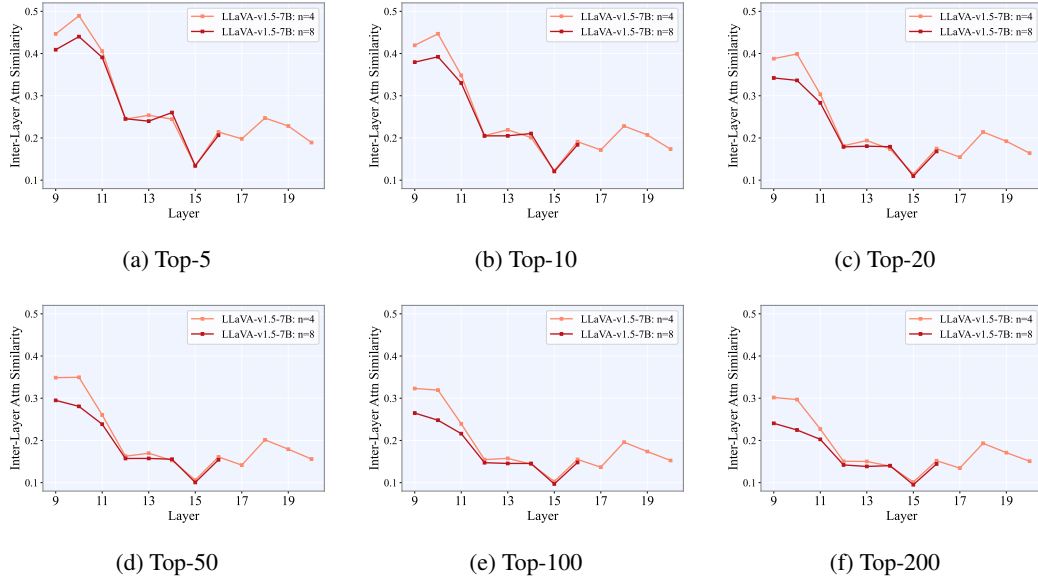 Inter-Layer Attn Similarity
0.5
0.4
0.3
0.2
0.1
LLaVA-v1.5-7B: n=4
LLaVA-v1.5-7B: n=8
9 11 13 15 17 19
Layer
(a) Top-5
Inter-Layer Attn Similarity
0.5
0.4
0.3
0.2
0.1
LLaVA-v1.5-7B: n=4
LLaVA-v1.5-7B: n=8
9 11 13 15 17 19
Layer
(b) Top-10
Inter-Layer Attn Similarity
0.5
0.4
0.3
0.2
0.1
LLaVA-v1.5-7B: n=4
LLaVA-v1.5-7B: n=8
9 11 13 15 17 19
Layer
(c) Top-20
Inter-Layer Attn Similarity
0.5
0.4
0.3
0.2
0.1
LLaVA-v1.5-7B: n=4
LLaVA-v1.5-7B: n=8
9 11 13 15 17 19
Layer
(d) Top-50
Inter-Layer Attn Similarity
0.5
0.4
0.3
0.2
0.1
LLaVA-v1.5-7B: n=4
LLaVA-v1.5-7B: n=8
9 11 13 15 17 19
Layer
(e) Top-100
Inter-Layer Attn Similarity
0.5
0.4
0.3
0.2
0.1
LLaVA-v1.5-7B: n=4
LLaVA-v1.5-7B: n=8
9 11 13 15 17 19
Layer
(f) Top-200